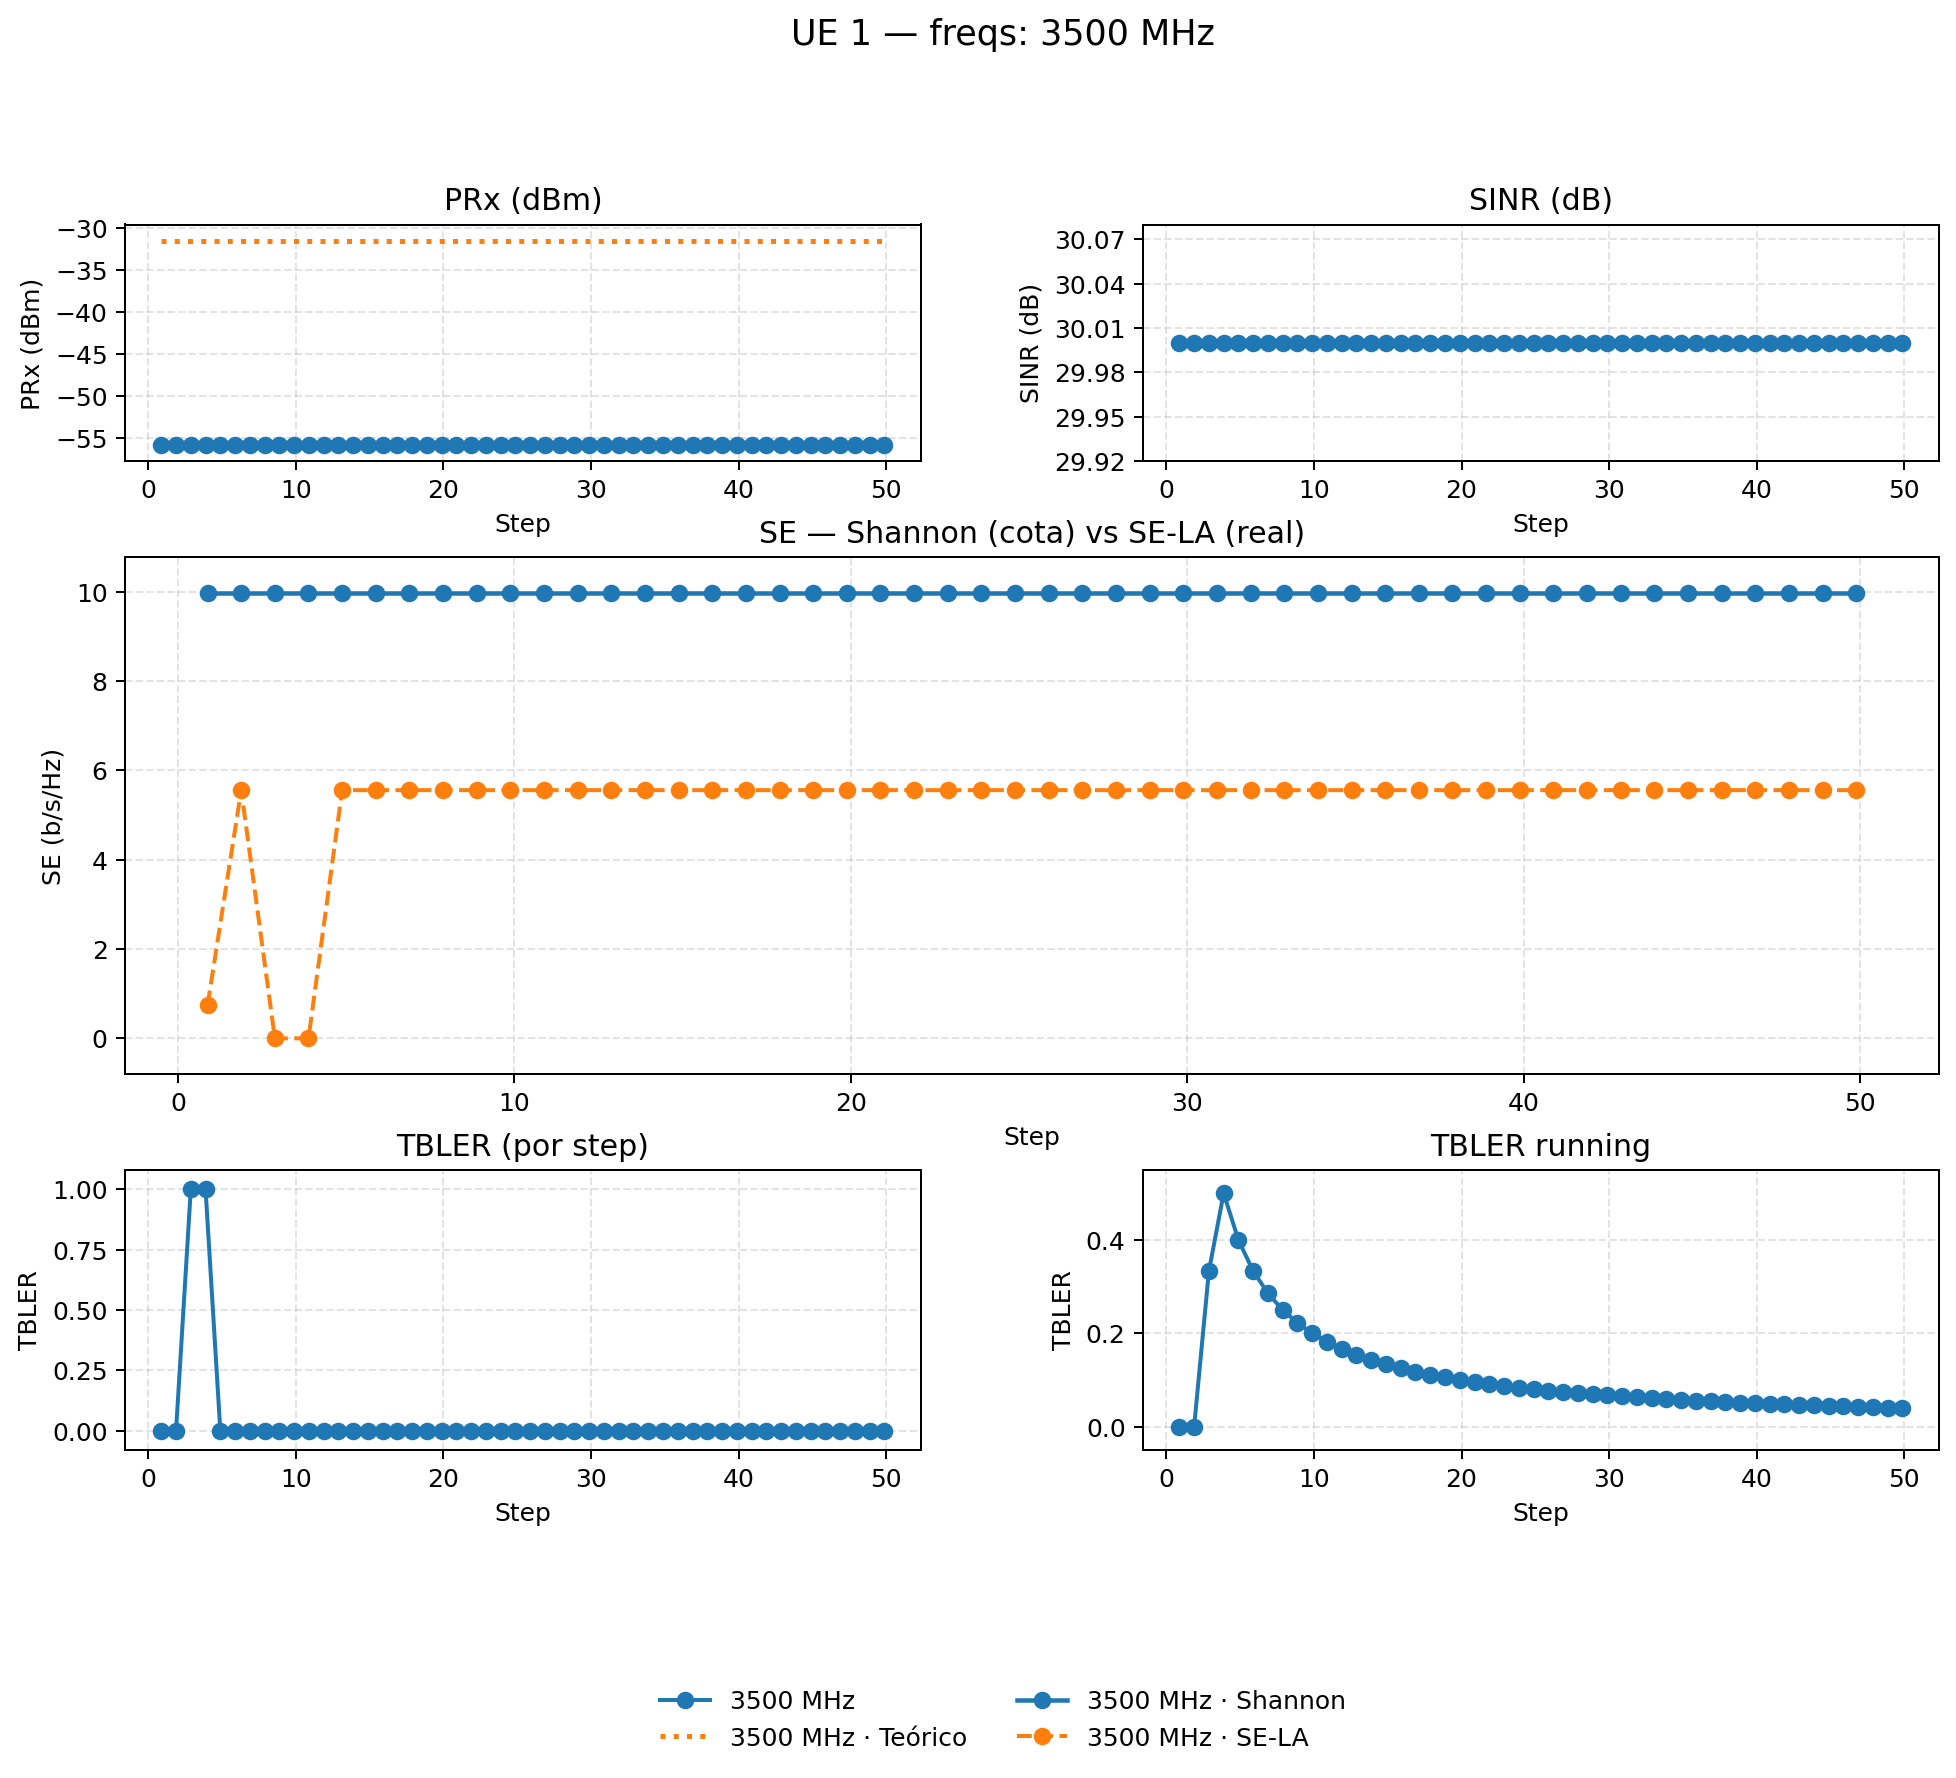 UE 1 — freqs: 3500 MHz
PRx (dBm)
PRx (dBm)
−30
−35
−40
−45
−50
−55
0 10 20 30 40 50
Step
SINR (dB)
SINR (dB)
30.07
30.04
30.01
29.98
29.95
29.92
0 10 20 30 40 50
Step
SE — Shannon (cota) vs SE-LA (real)
SE (b/s/Hz)
10
8
6
4
2
0
0 10 20 30 40 50
Step
TBLER (por step)
TBLER
1.00
0.75
0.50
0.25
0.00
0 10 20 30 40 50
Step
TBLER running
TBLER
0.4
0.2
0.0
0 10 20 30 40 50
Step
3500 MHz
3500 MHz · Teórico
3500 MHz · Shannon
3500 MHz · SE-LA